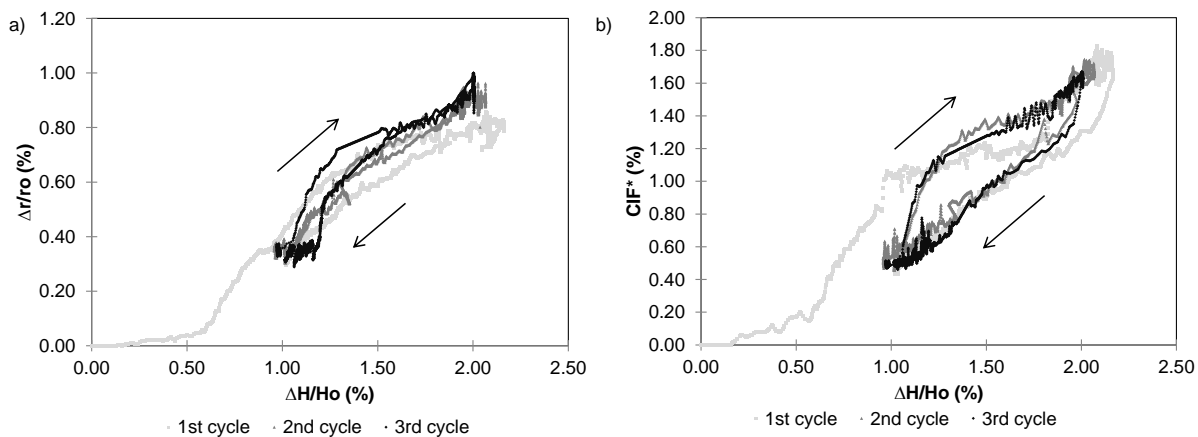 a)
1.20
1.00
0.80
0.60
0.40
0.20
0.00
Δr/ro (%)
0.00 0.50 1.00 1.50 2.00 2.50
ΔH/Ho (%)
1st cycle 2nd cycle 3rd cycle
b)
2.00
1.80
1.60
1.40
1.20
1.00
0.80
0.60
0.40
0.20
0.00
CIF* (%)
0.00 0.50 1.00 1.50 2.00 2.50
ΔH/Ho (%)
1st cycle 2nd cycle 3rd cycle